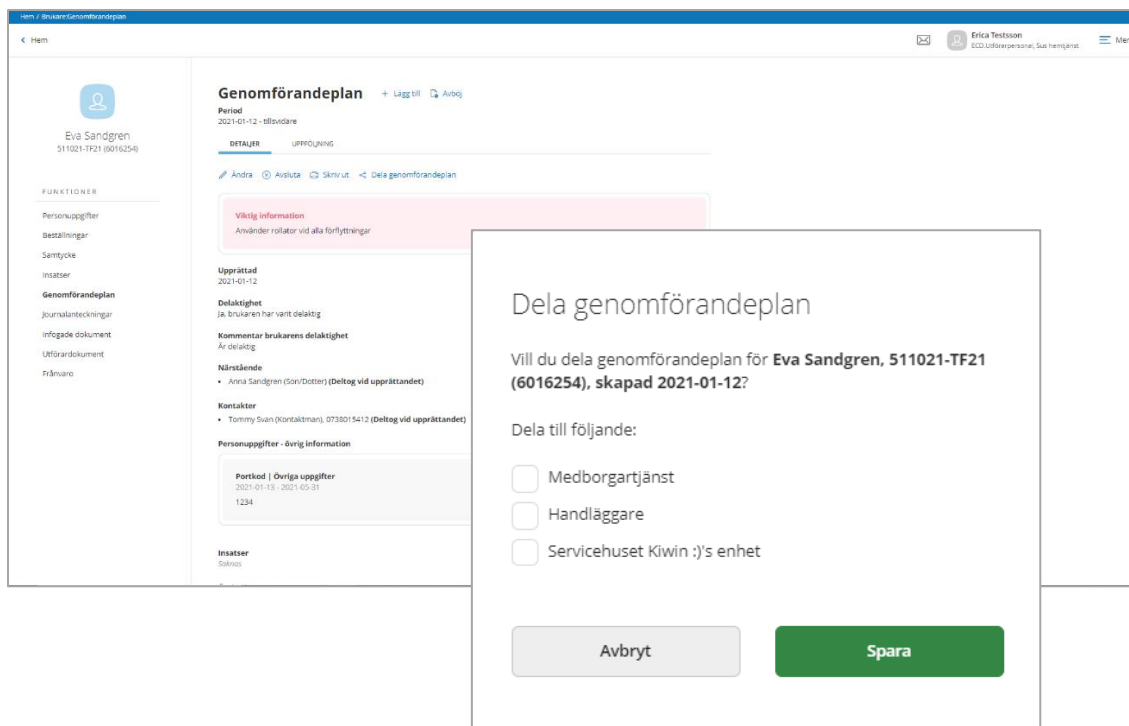 Hem / Brukare:Genomförandeplan
Hem
Erica Testsson
ECD.Utförarpersonal, Sus hemtjänst
Men
Eva Sandgren
511021-TF21 (6016254)
FUNKTIONER
Personuppgifter
Beställningar
Samtycke
Insatser
Genomförandeplan
Journalanteckningar
Infogade dokument
Utförardokument
Frånvaro
Genomförandeplan + Lägg till Avböj
Period
2021-01-12 - tillsvidare
DETALJER UPPFÖLJNING
Ändra Avsluta Skriv ut Dela genomförandeplan
Viktig information
Använder rollator vid alla förflyttningar
Upprättad
2021-01-12
Delaktighet
Ja, brukaren har varit delaktig
Kommentar brukarens delaktighet
Är delaktig
Närstående
• Anna Sandgren (Son/Dotter) (Deltog vid upprättandet)
Kontakter
• Tommy Svan (Kontaktman), 0738015412 (Deltog vid upprättandet)
Personuppgifter - övrig information
Portkod | Övriga uppgifter
2021-01-13 - 2021-05-31
1234
Insatser
Saknas
Dela genomförandeplan
Vill du dela genomförandeplan för Eva Sandgren, 511021-TF21
(6016254), skapad 2021-01-12?
Dela till följande:
Medborgartjänst
Handläggare
Servicehuset Kiwin :)'s enhet
Avbryt
Spara